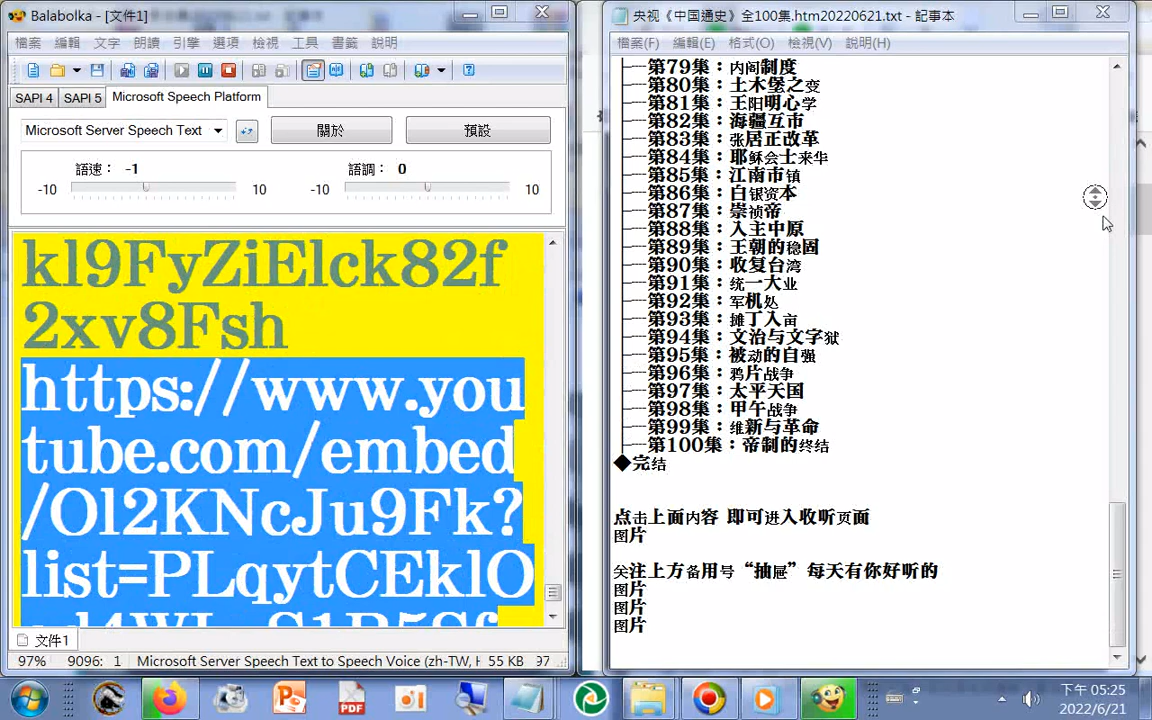 Balabolka - [文件1]
檔案 編輯 文字 朗讀 引擎 選項 檢視 工具 書籤 說明
SAPI 4 SAPI 5 Microsoft Speech Platform
Microsoft Server Speech Text 關於 預設
語速： -1 語調： 0
-10 10 -10 10
kl9FyZiElck82f
2xv8Fsh
https://www.you
tube.com/embed
/Ol2KNcJu9Fk?
list=PLqytCEklO
文件1
97% 9096: 1 Microsoft Server Speech Text to Speech Voice (zh-TW, H 55 KB 97
央视《中国通史》全100集.htm20220621.txt - 記事本
檔案(F) 編輯(E) 格式(O) 檢視(V) 說明(H)
├─第79集：内阁制度
├─第80集：土木堡之变
├─第81集：王阳明心学
├─第82集：海疆互市
├─第83集：张居正改革
├─第84集：耶稣会士来华
├─第85集：江南市镇
├─第86集：白银资本
├─第87集：崇祯帝
├─第88集：入主中原
├─第89集：王朝的稳固
├─第90集：收复台湾
├─第91集：统一大业
├─第92集：军机处
├─第93集：摊丁入亩
├─第94集：文治与文字狱
├─第95集：被动的自强
├─第96集：鸦片战争
├─第97集：太平天国
├─第98集：甲午战争
├─第99集：维新与革命
├─第100集：帝制的终结
◆完结
点击上面内容 即可进入收听页面
图片
关注上方备用号“抽屉”每天有你好听的
图片
图片
图片
PDF
下午 05:25
2022/6/21